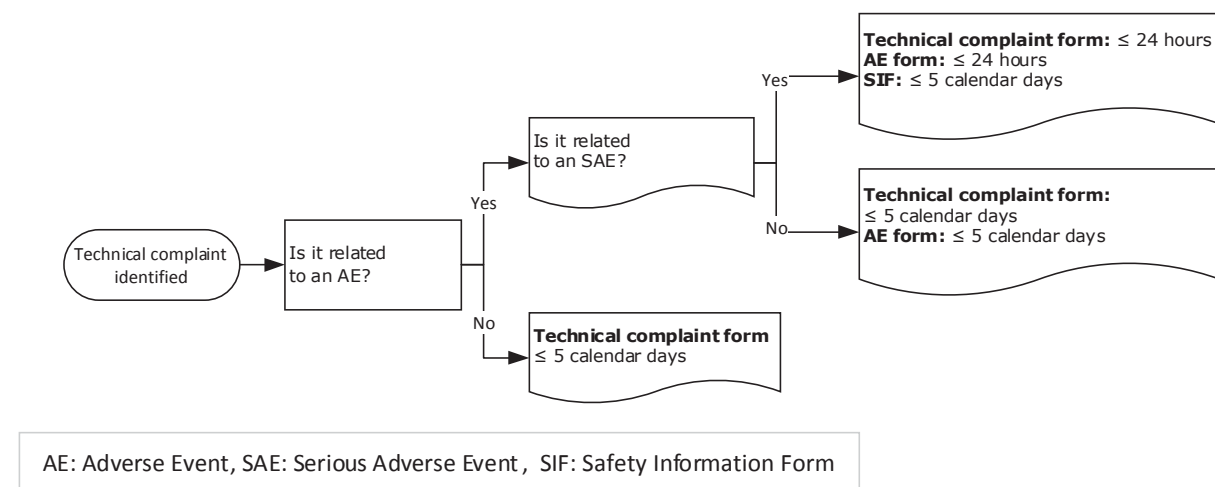 Technical complaint
identified
Is it related
to an AE?
Yes
No
Is it related
to an SAE?
Technical complaint form
≤ 5 calendar days
Yes
No
Technical complaint form: ≤ 24 hours
AE form: ≤ 24 hours
SIF: ≤ 5 calendar days
Technical complaint form:
≤ 5 calendar days
AE form: ≤ 5 calendar days
AE: Adverse Event, SAE: Serious Adverse Event, SIF: Safety Information Form